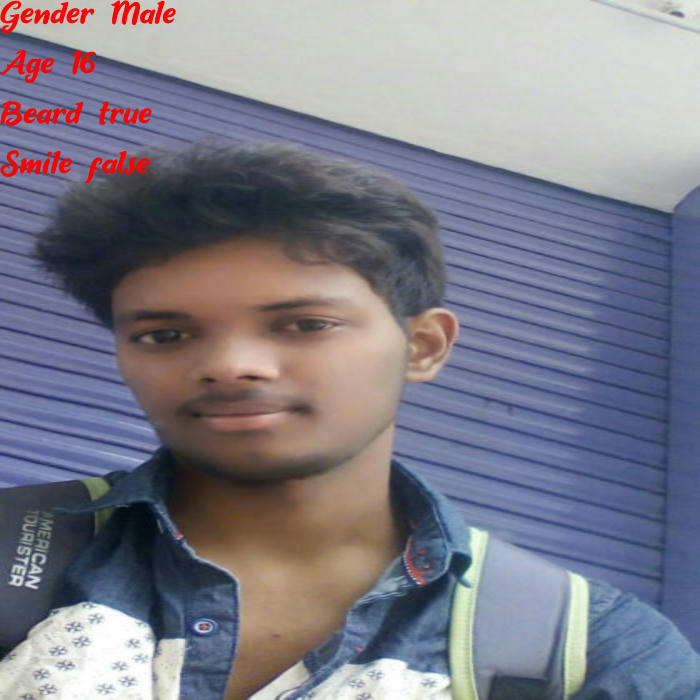 Gender Male
Age 16
Beard true
Smile false
AMERICAN
TOURISTER